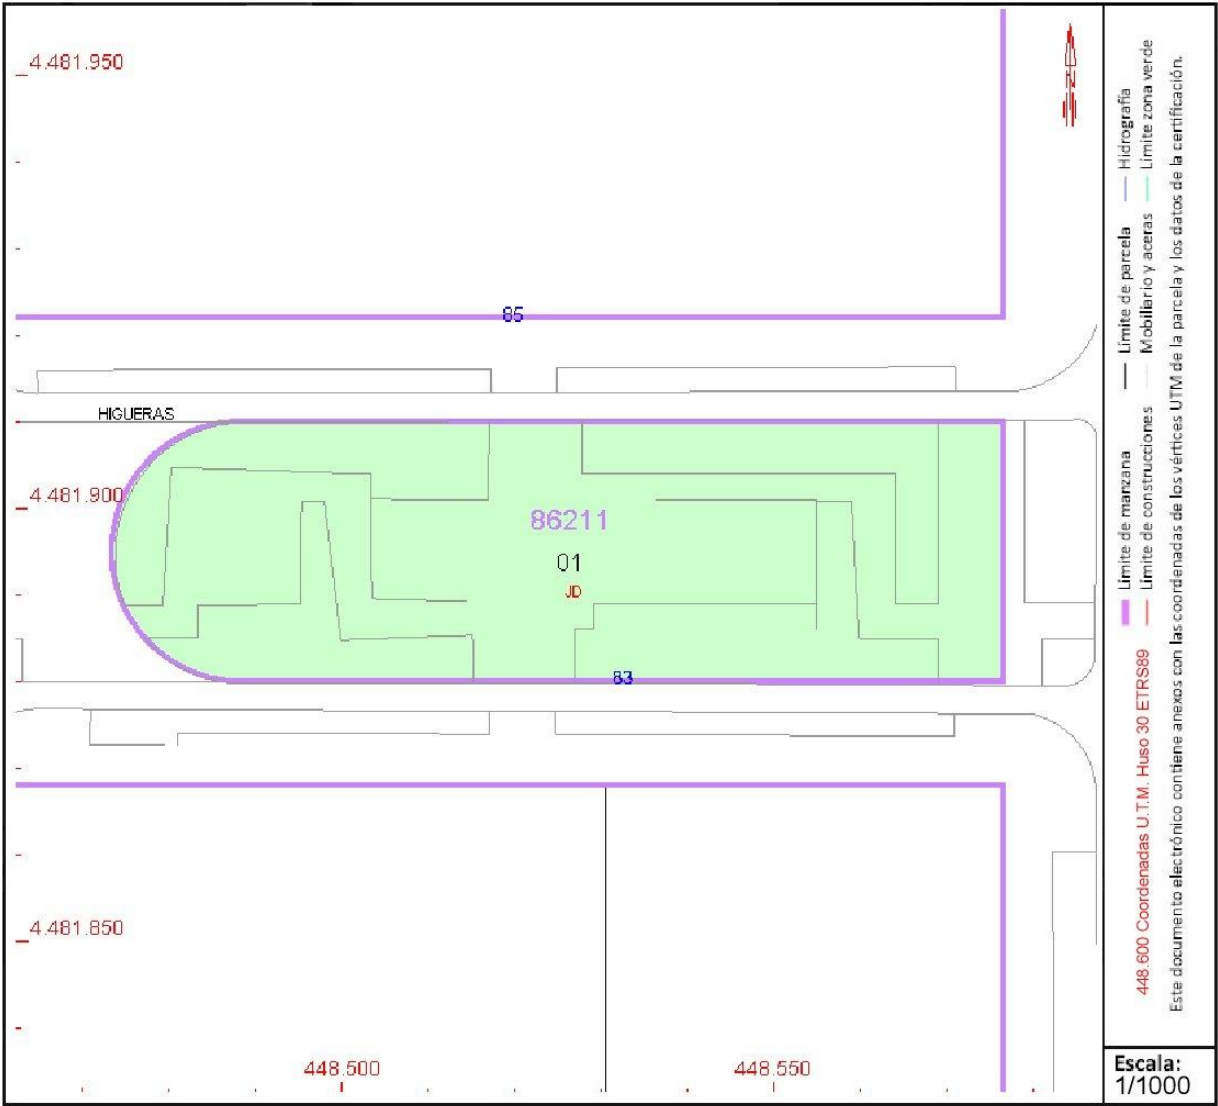 4.481.950
85
HIGUERAS
4.481.900
86211
01
JD
83
4.481.850
448.500
448.550
N
Límite de manzana
Límite de parcela
Hidrografía
448.600 Coordenadas U.T.M. Huso 30 ETRS89
Límite de construcciones
Mobiliario y aceras
Límite zona verde
Este documento electrónico contiene anexos con las coordenadas de los vértices UTM de la parcela y los datos de la certificación.
Escala:
1/1000